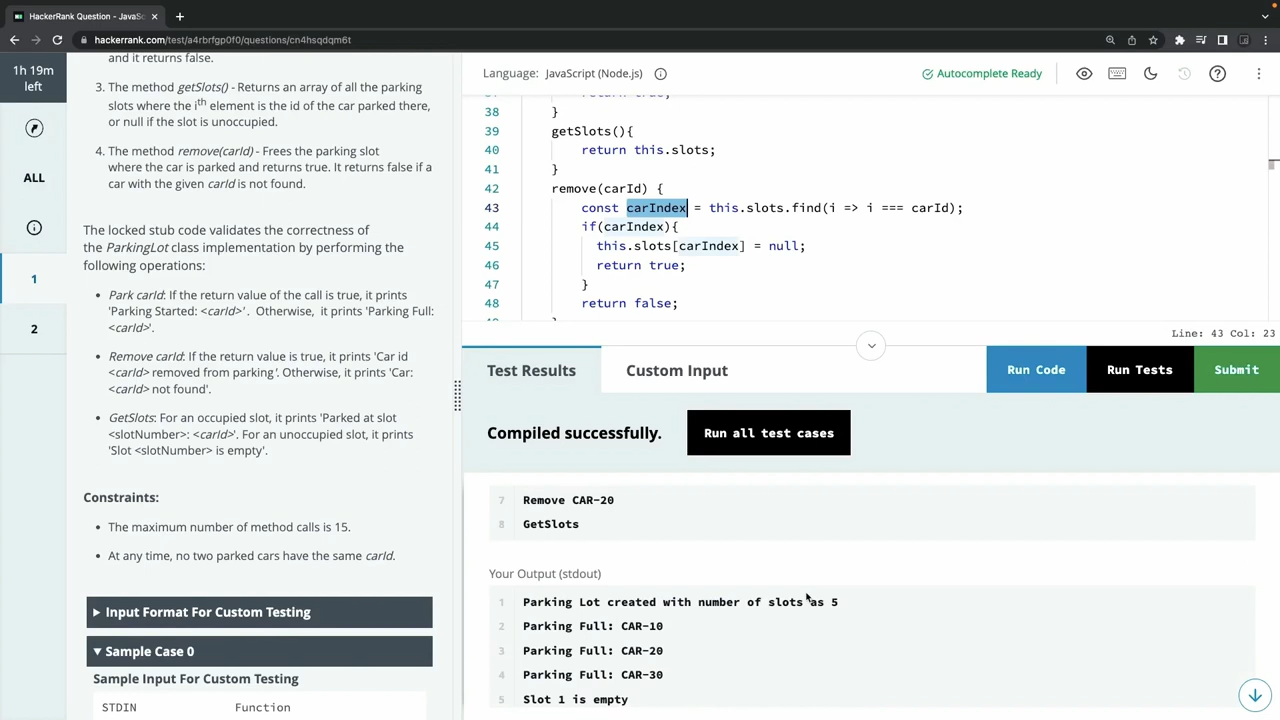 HackerRank Question - JavaSc
hackerrank.com/test/a4rbrfgp0f0/questions/cn4hsqdqm6t
1h 19m
left
ALL
1
2
and it returns false.
3. The method getSlots() - Returns an array of all the parking
slots where the ith element is the id of the car parked there,
or null if the slot is unoccupied.
4. The method remove(carId) - Frees the parking slot
where the car is parked and returns true. It returns false if a
car with the given carId is not found.
The locked stub code validates the correctness of
the ParkingLot class implementation by performing the
following operations:
• Park carId: If the return value of the call is true, it prints
'Parking Started: <carId>'. Otherwise, it prints 'Parking Full:
<carId>'.
• Remove carId: If the return value is true, it prints 'Car id
<carId> removed from parking'. Otherwise, it prints 'Car:
<carId> not found'.
• GetSlots: For an occupied slot, it prints 'Parked at slot
<slotNumber>: <carId>'. For an unoccupied slot, it prints
'Slot <slotNumber> is empty'.
Constraints:
• The maximum number of method calls is 15.
• At any time, no two parked cars have the same carId.
Input Format For Custom Testing
Sample Case 0
Sample Input For Custom Testing
STDIN Function
Language: JavaScript (Node.js)
Autocomplete Ready
37 return true;
38 }
39 getSlots(){
40 return this.slots;
41 }
42 remove(carId) {
43 const carIndex = this.slots.find(i => i === carId);
44 if(carIndex){
45 this.slots[carIndex] = null;
46 return true;
47 }
48 return false;
49 }
Line: 43 Col: 23
Test Results
Custom Input
Run Code
Run Tests
Submit
Compiled successfully.
Run all test cases
7 Remove CAR-20
8 GetSlots
Your Output (stdout)
1 Parking Lot created with number of slots as 5
2 Parking Full: CAR-10
3 Parking Full: CAR-20
4 Parking Full: CAR-30
5 Slot 1 is empty